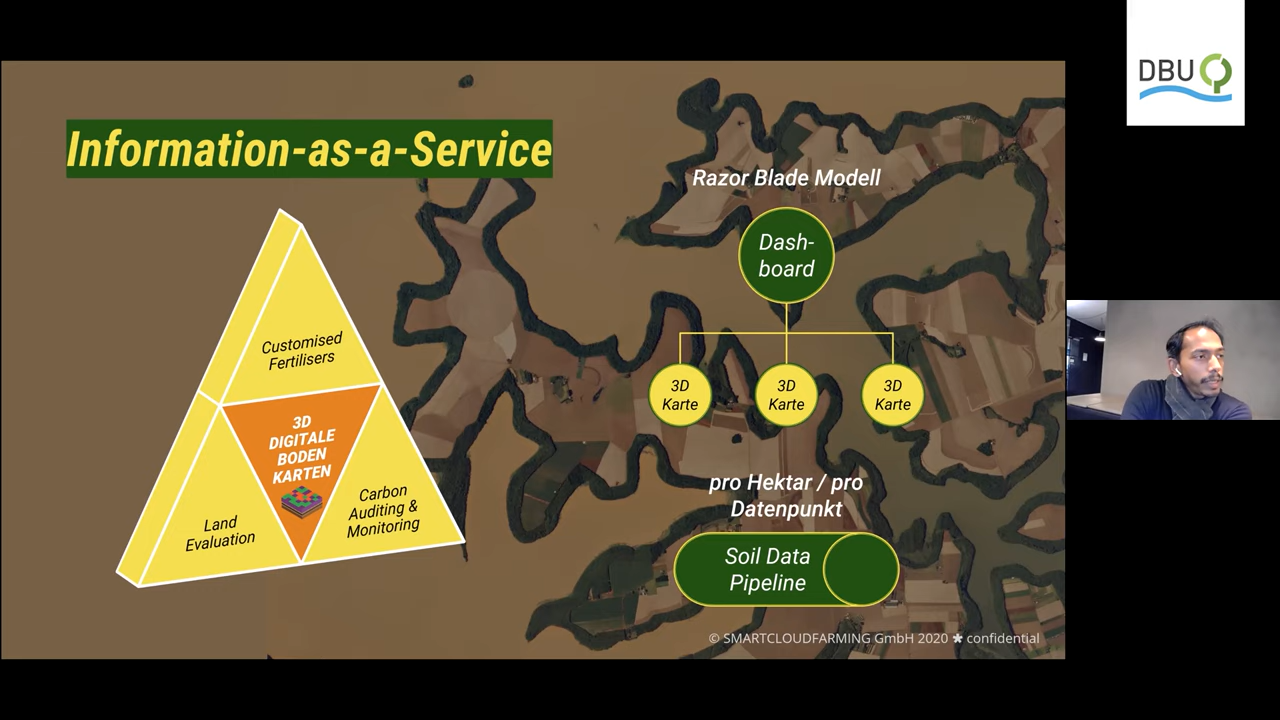 DBU
Information-as-a-Service
Customised
Fertilisers
3D
DIGITALE
BODEN
KARTEN
Land
Evaluation
Carbon
Auditing &
Monitoring
Razor Blade Modell
Dash-
board
3D
Karte
3D
Karte
3D
Karte
pro Hektar / pro
Datenpunkt
Soil Data
Pipeline
© SMARTCLOUDFARMING GmbH 2020 ✱ confidential